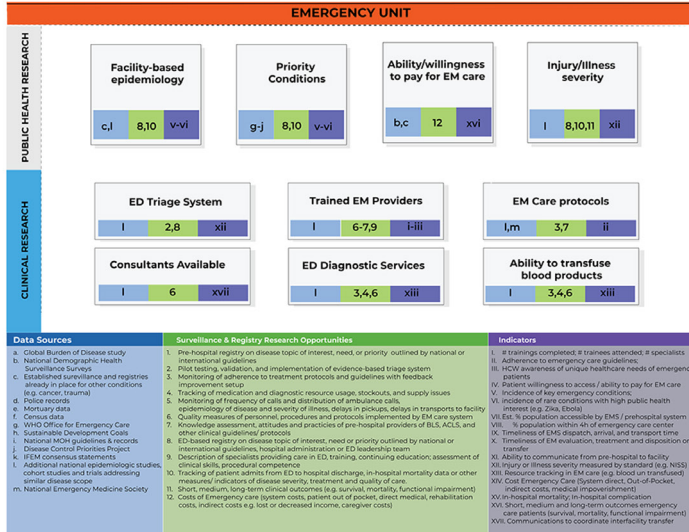 EMERGENCY UNIT
PUBLIC HEALTH RESEARCH
Facility-based
epidemiology
c,l 8,10 v-vi
Priority
Conditions
g-j 8,10 v-vi
Ability/willingness
to pay for EM care
b,c 12 xvi
Injury/Illness
severity
l 8,10,11 xii
CLINICAL RESEARCH
ED Triage System
l 2,8 xii
Trained EM Providers
l 6-7,9 i-iii
EM Care protocols
l,m 3,7 ii
Consultants Available
l 6 xvii
ED Diagnostic Services
l 3,4,6 xiii
Ability to transfuse
blood products
l 3,4,6 xiii
Data Sources
a. Global Burden of Disease study
b. National Demographic Health
Surveillance Surveys
c. Established surevillance and registries
already in place for other conditions
(e.g. cancer, trauma)
d. Police records
e. Mortuary data
f. Census data
g. WHO Office for Emergency Care
h. Sustainable Development Goals
i. National MOH guidelines & records
j. Disease Control Priorities Project
k. IFEM consensus statements
l. Additional national epidemiologic studies,
cohort studies and trials addressing
similar disease scope
m. National Emergency Medicine Society
Surveillance & Registry Research Opportunities
1. Pre-hospital registry on disease topic of interest, need, or priority outlined by national or
international guidelines
2. Pilot testing, validation, and implementation of evidence-based triage system
3. Monitoring of adherence to treatment protocols and guidelines with feedback
improvement setup
4. Tracking of medication and diagnostic resource usage, stockouts, and supply issues
5. Monitoring of frequency of calls and distribution of ambulance calls,
epidemiology of disease and severity of illness, delays in pickups, delays in transports to facility
6. Quality measures of personnel, procedures and protocols implemented by EM care system
7. Knowledge assessment, attitudes and practicies of pre-hospital providers of BLS, ACLS, and
other clinical guidelines/ protocols
8. ED-based registry on disease topic of interest, need or priority outlined by national or
international guidelines, hospital administration or ED leadership team
9. Description of specialists providing care in ED, training, continuing education; assessment of
clinical skills, procedural competence
10. Tracking of patient admits from ED to hospital discharge, in-hospital mortality data or other
measures/ indicators of disease severity, treatment and quality of care.
11. Short, medium, long-term clinical outcomes (e.g. survival, mortality, functional impairment)
12. Costs of Emergency care (system costs, patient out of pocket, direct medical, rehabilitation
costs, indirect costs e.g. lost or decreased income, caregiver costs)
Indicators
I. # trainings completed; # trainees attended; # specialists
II. Adherence to emergency care guidelines;
III. HCW awareness of unique healthcare needs of emergency
patients
IV. Patient willingness to access / ability to pay for EM care
V. Incidence of key emergency conditions,
VI. incidence of rare conditions with high public health
interest (e.g. Zika, Ebola)
VII. Est. % population accessible by EMS / prehospital system
VIII. % population within 4h of emergency care center
IX. Timeliness of EMS dispatch, arrival, and transport time
X. Timeliness of EM evaluation, treatment and disposition or
transfer
XI. Ability to communicate from pre-hospital to facility
XII. Injury or Illness severity measured by standard (e.g. NISS)
XIII. Resource tracking in EM care (e.g. blood un transfused)
XIV. Cost Emergency Care (System direct, Out-of-Pocket,
indirect costs, medical impoverishment)
XV. In-hospital mortality; In-hospital complication
XVI. Short, medium and long-term outcomes emergency
care patients (survival, mortality, functional impairment)
XVII. Communications to coordinate interfacility transfer